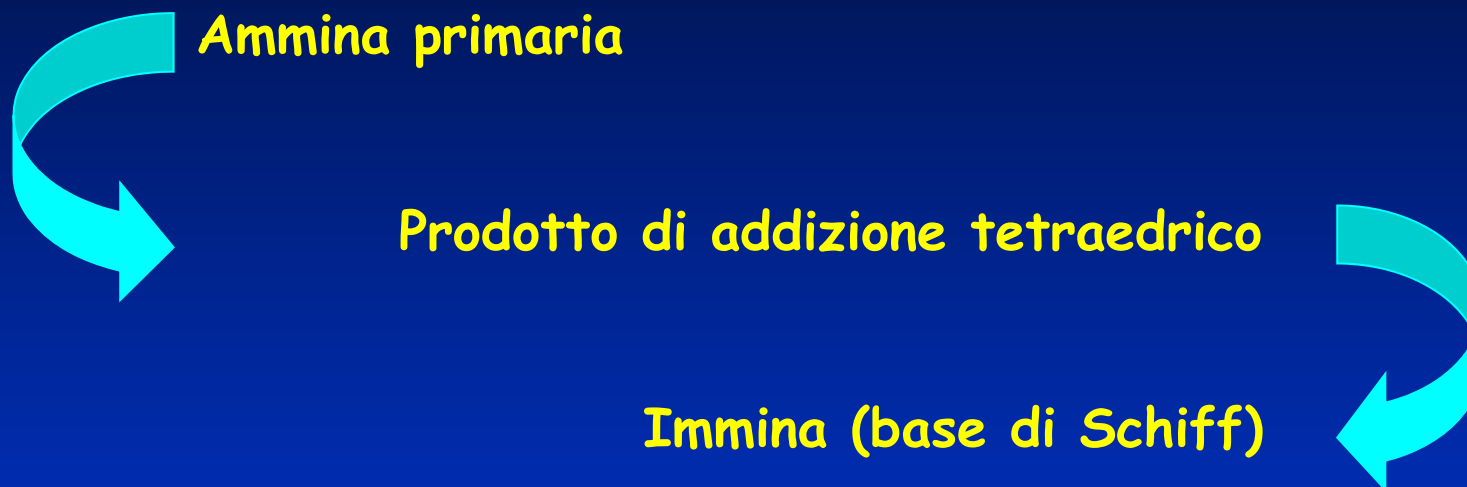 Ammina primaria
Prodotto di addizione tetraedrico
Immina (base di Schiff)